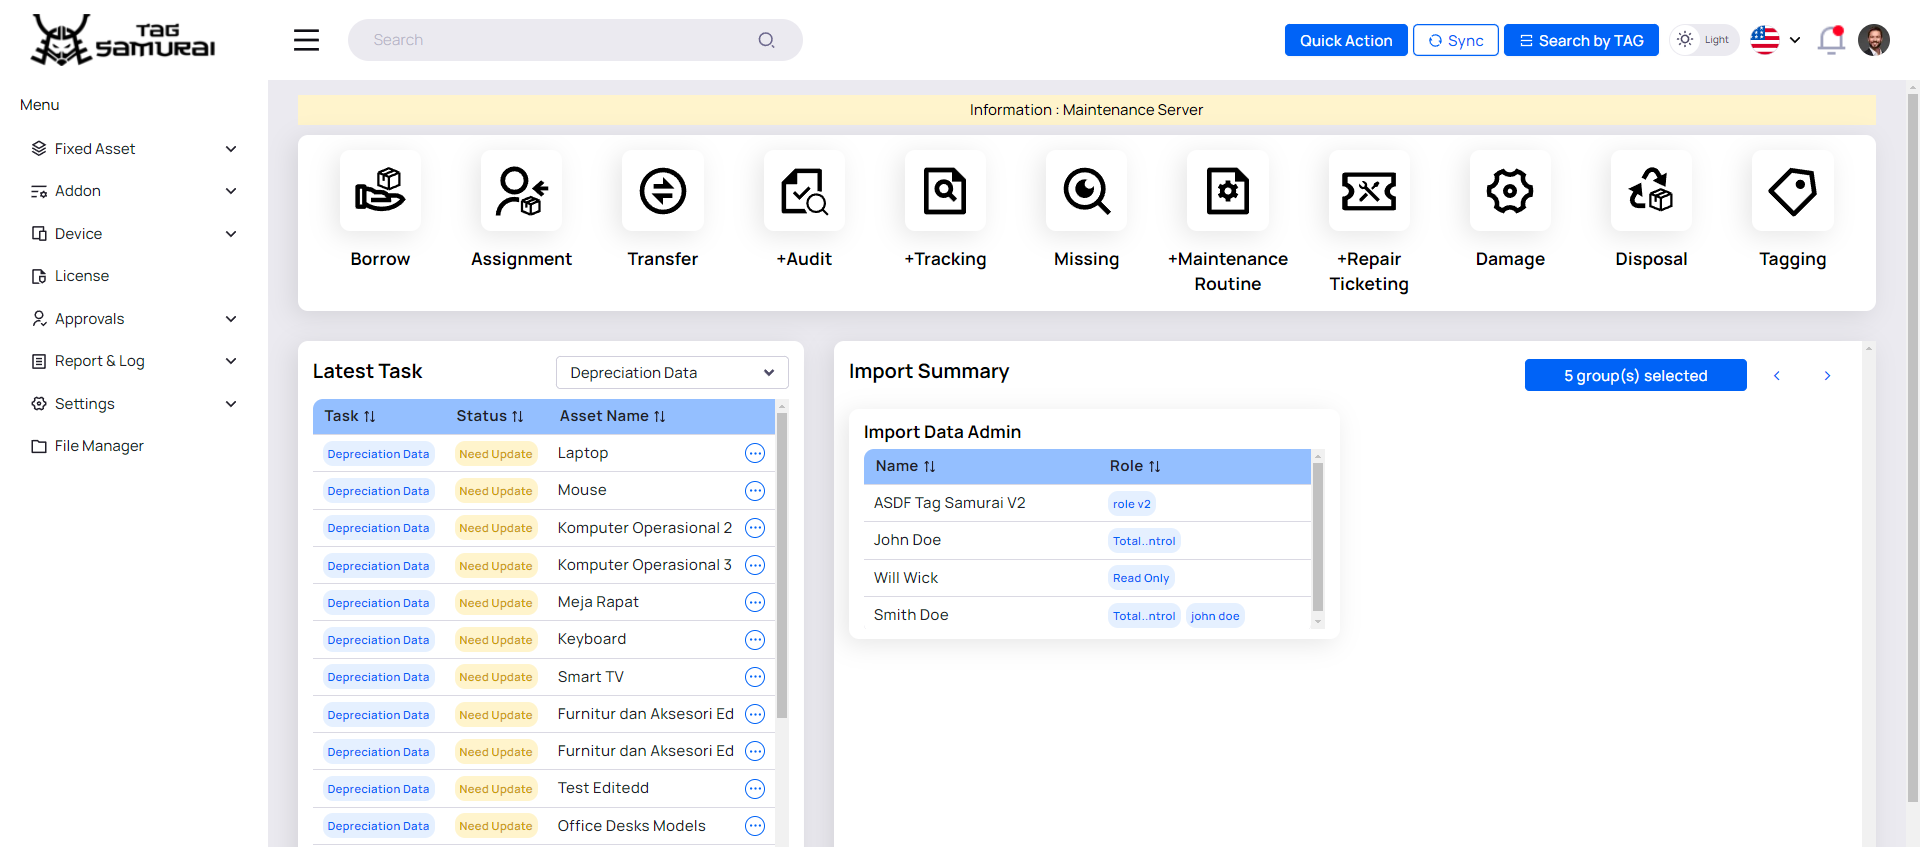 TAG
SAMURAI
Search
Quick Action
Sync
Search by TAG
Light
Menu
Fixed Asset
Addon
Device
License
Approvals
Report & Log
Settings
File Manager
Information : Maintenance Server
Borrow
Assignment
Transfer
+Audit
+Tracking
Missing
+Maintenance
Routine
+Repair
Ticketing
Damage
Disposal
Tagging
Latest Task
Depreciation Data
Task Status Asset Name
Depreciation Data Need Update Laptop
Depreciation Data Need Update Mouse
Depreciation Data Need Update Komputer Operasional 2
Depreciation Data Need Update Komputer Operasional 3
Depreciation Data Need Update Meja Rapat
Depreciation Data Need Update Keyboard
Depreciation Data Need Update Smart TV
Depreciation Data Need Update Furnitur dan Aksesori Ed
Depreciation Data Need Update Furnitur dan Aksesori Ed
Depreciation Data Need Update Test Editedd
Depreciation Data Need Update Office Desks Models
Import Summary
5 group(s) selected
Import Data Admin
Name Role
ASDF Tag Samurai V2 role v2
John Doe Total..ntrol
Will Wick Read Only
Smith Doe Total..ntrol john doe